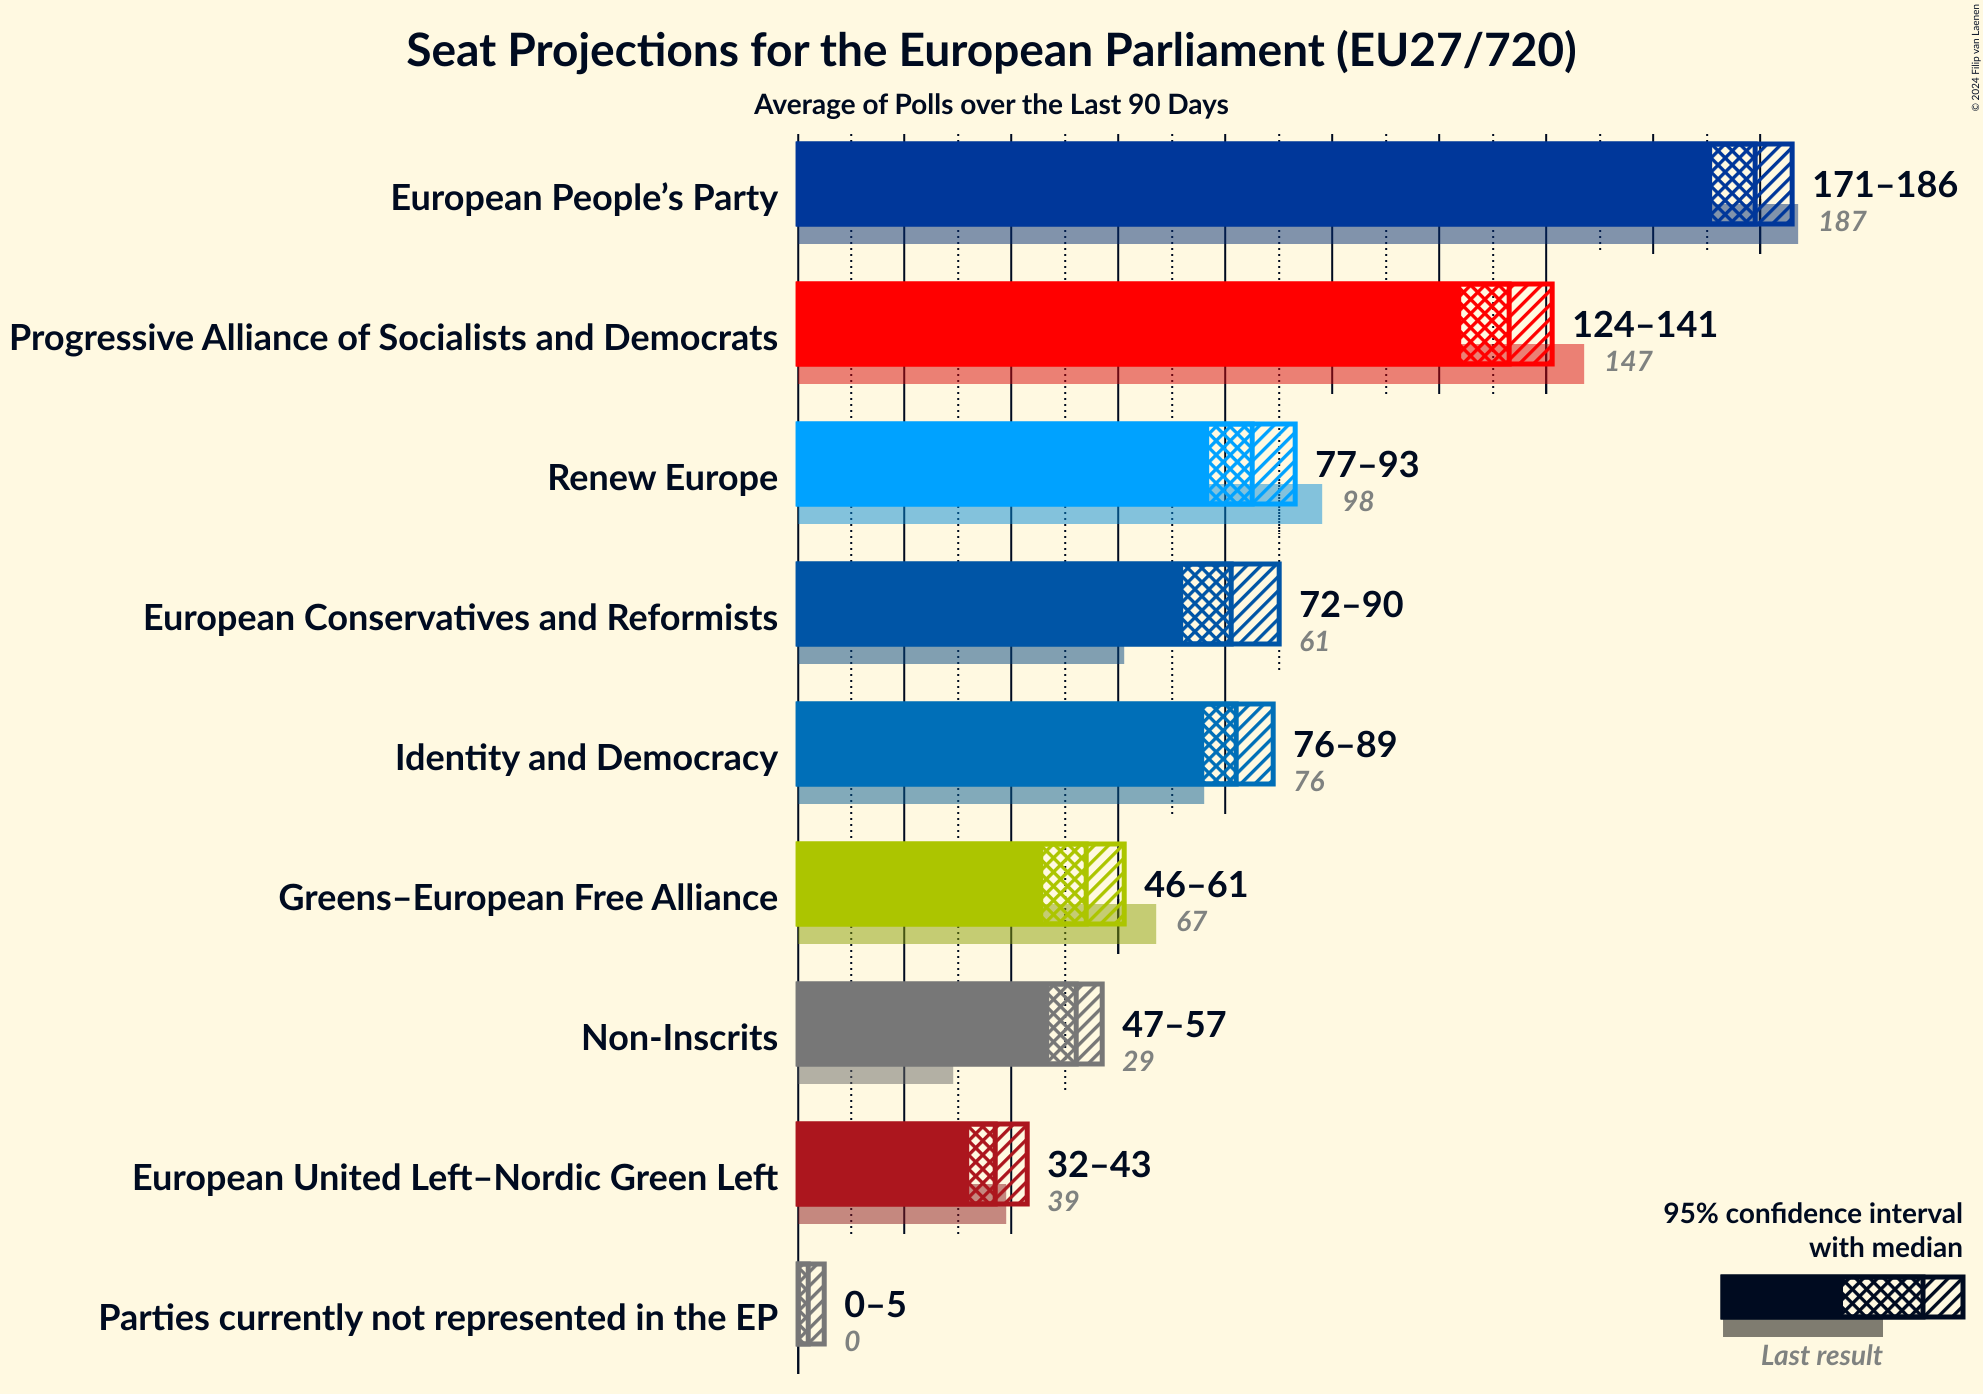 Seat Projections for the European Parliament (EU27/720)
Average of Polls over the Last 90 Days
© 2024 Filip van Laenen
European People’s Party
171–186
187
Progressive Alliance of Socialists and Democrats
124–141
147
Renew Europe
77–93
98
European Conservatives and Reformists
72–90
61
Identity and Democracy
76–89
76
Greens–European Free Alliance
46–61
67
Non-Inscrits
47–57
29
European United Left–Nordic Green Left
32–43
39
Parties currently not represented in the EP
0–5
0
95% confidence interval
with median
Last result